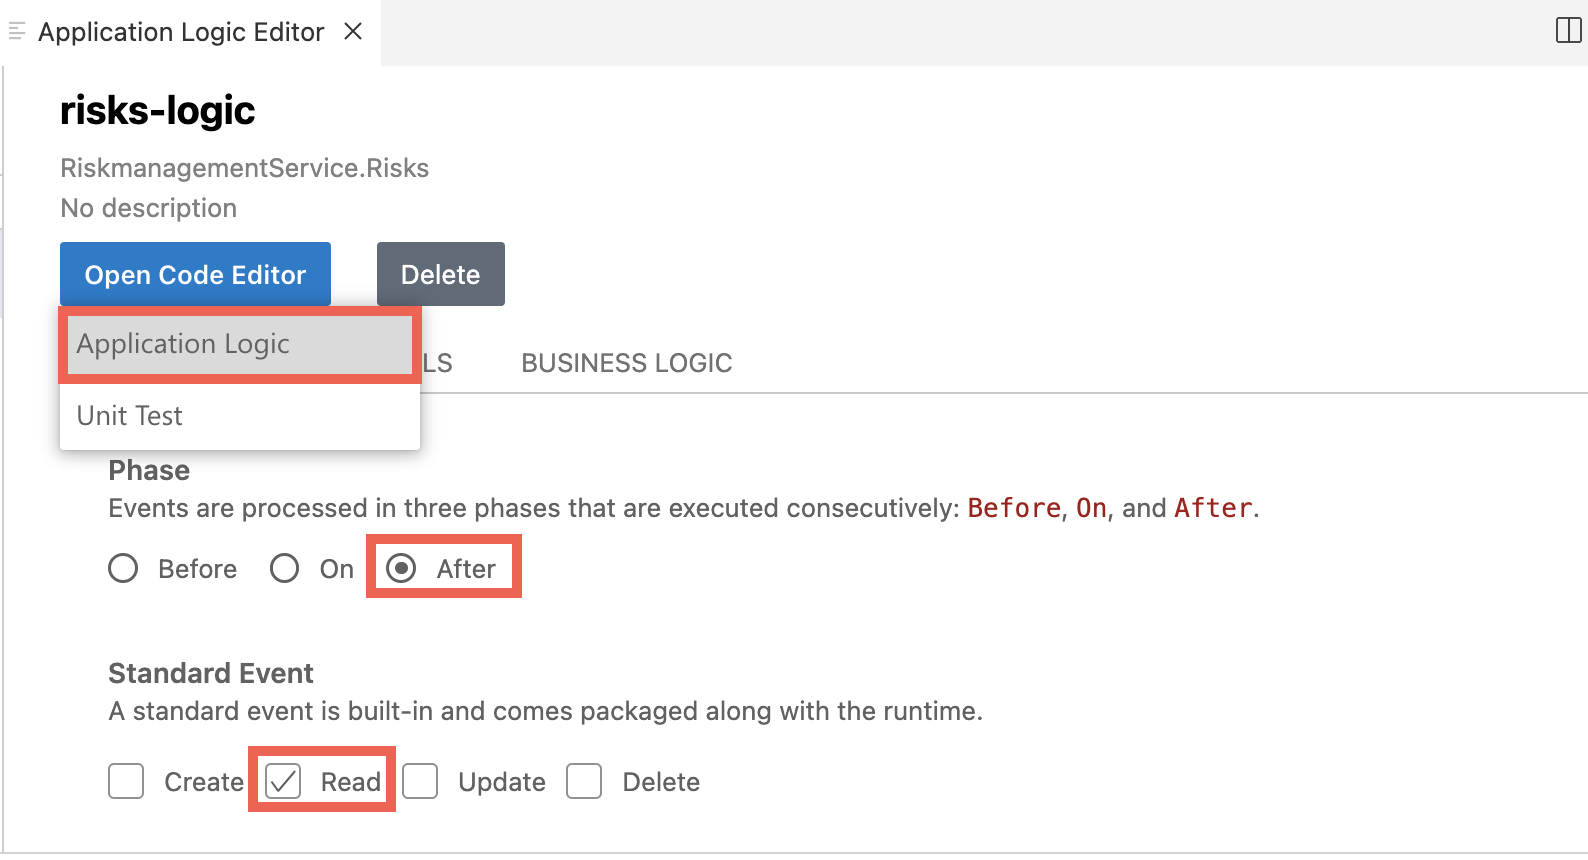 Application Logic Editor
risks-logic
RiskmanagementService.Risks
No description
Open Code Editor Delete
Application Logic
LS BUSINESS LOGIC
Unit Test
Phase
Events are processed in three phases that are executed consecutively: Before, On, and After.
Before On After
Standard Event
A standard event is built-in and comes packaged along with the runtime.
Create Read Update Delete